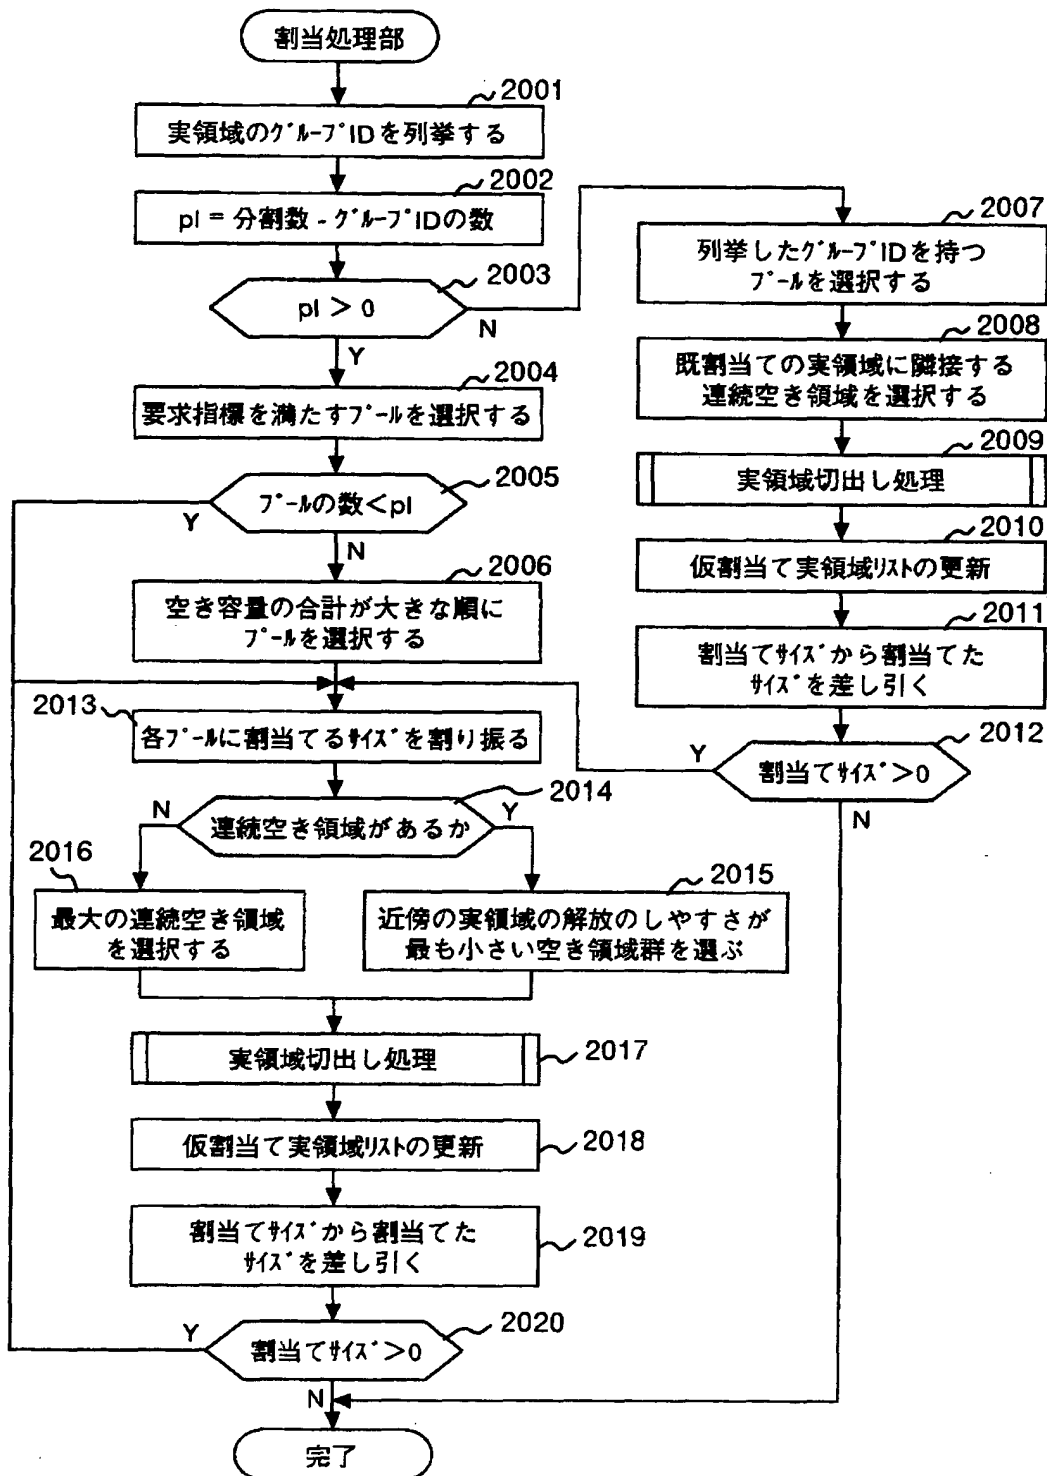 割当処理部
2001
実領域のｸﾞﾙｰﾌﾟIDを列挙する
2002
pl = 分割数 - ｸﾞﾙｰﾌﾟIDの数
2003
pl > 0
N
Y
2004
要求指標を満たすﾌﾟｰﾙを選択する
2005
ﾌﾟｰﾙの数＜pl
Y
N
2006
空き容量の合計が大きな順に
ﾌﾟｰﾙを選択する
2007
列挙したｸﾞﾙｰﾌﾟIDを持つ
ﾌﾟｰﾙを選択する
2008
既割当ての実領域に隣接する
連続空き領域を選択する
2009
実領域切出し処理
2010
仮割当て実領域ﾘｽﾄの更新
2011
割当てｻｲｽﾞから割当てた
ｻｲｽﾞを差し引く
2012
割当てｻｲｽﾞ＞0
Y
N
2013
各ﾌﾟｰﾙに割当てるｻｲｽﾞを割り振る
2014
連続空き領域があるか
N
Y
2016
最大の連続空き領域
を選択する
2015
近傍の実領域の解放のしやすさが
最も小さい空き領域群を選ぶ
実領域切出し処理
2017
仮割当て実領域ﾘｽﾄの更新
2018
割当てｻｲｽﾞから割当てた
ｻｲｽﾞを差し引く
2019
2020
割当てｻｲｽﾞ＞0
Y
N
完了